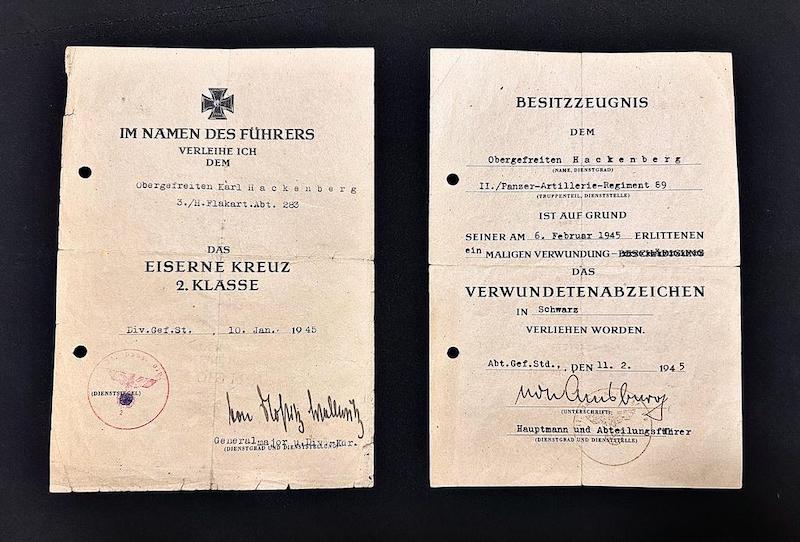 IM NAMEN DES FÜHRERS
VERLEIHE ICH
DEM
Obergefreiten Karl Hackenberg
3./H.Flakart.Abt. 283
DAS
EISERNE KREUZ
2. KLASSE
Div.Gef.St. , 10. Jan. 1945
(DIENSTSIEGEL)
Generalmajor u.Div.-Kdr.
(DIENSTGRAD UND DIENSTSTELLUNG)
BESITZZEUGNIS
DEM
Obergefreiten Hackenberg
(NAME, DIENSTGRAD)
II./Panzer-Artillerie-Regiment 89
(TRUPPENTEIL, DIENSTSTELLE)
IST AUF GRUND
SEINER AM 6. Februar 1945 ERLITTENEN
ein MALIGEN VERWUNDUNG - BESCHÄDIGUNG
DAS
VERWUNDETENABZEICHEN
IN Schwarz
VERLIEHEN WORDEN.
Abt.Gef.Std., , DEN 11. 2. 1945
(UNTERSCHRIFT)
Hauptmann und Abteilungsführer
(DIENSTGRAD UND DIENSTSTELLE)